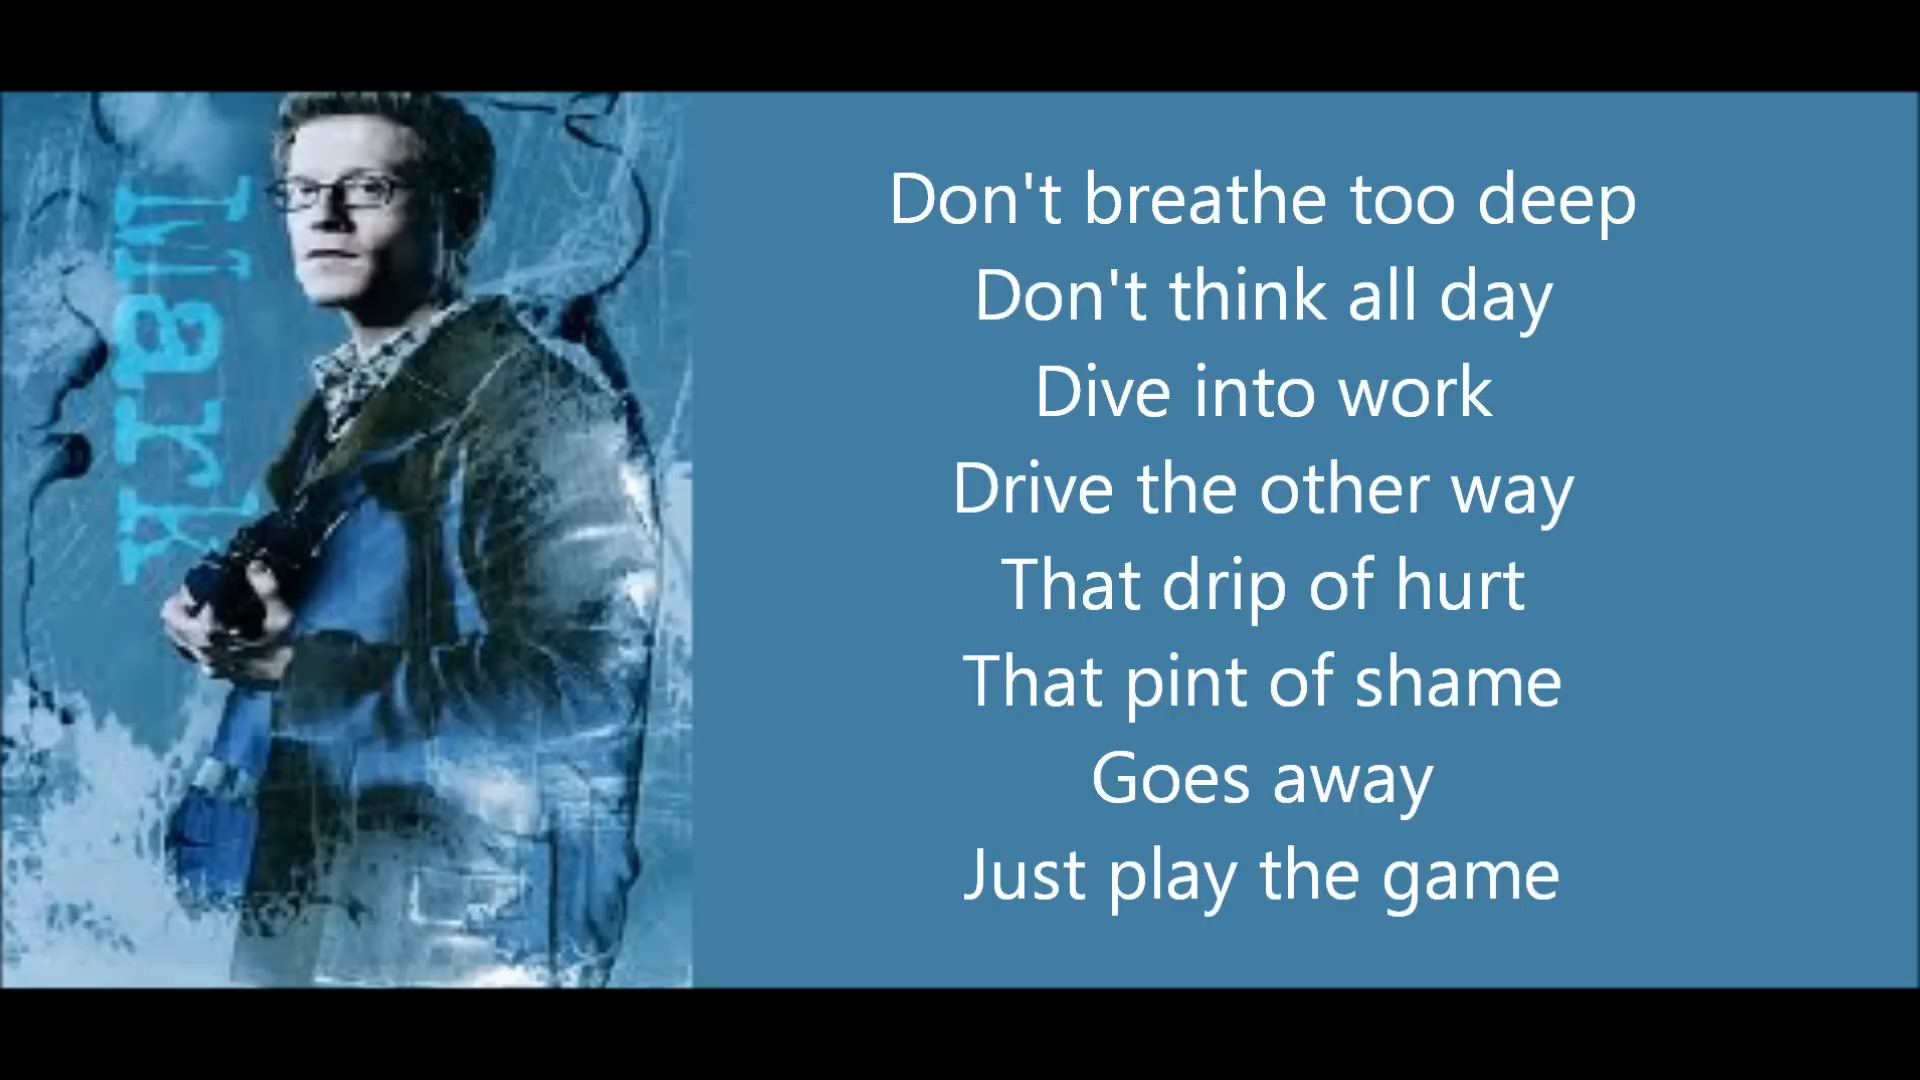 Mark
Don't breathe too deep
Don't think all day
Dive into work
Drive the other way
That drip of hurt
That pint of shame
Goes away
Just play the game